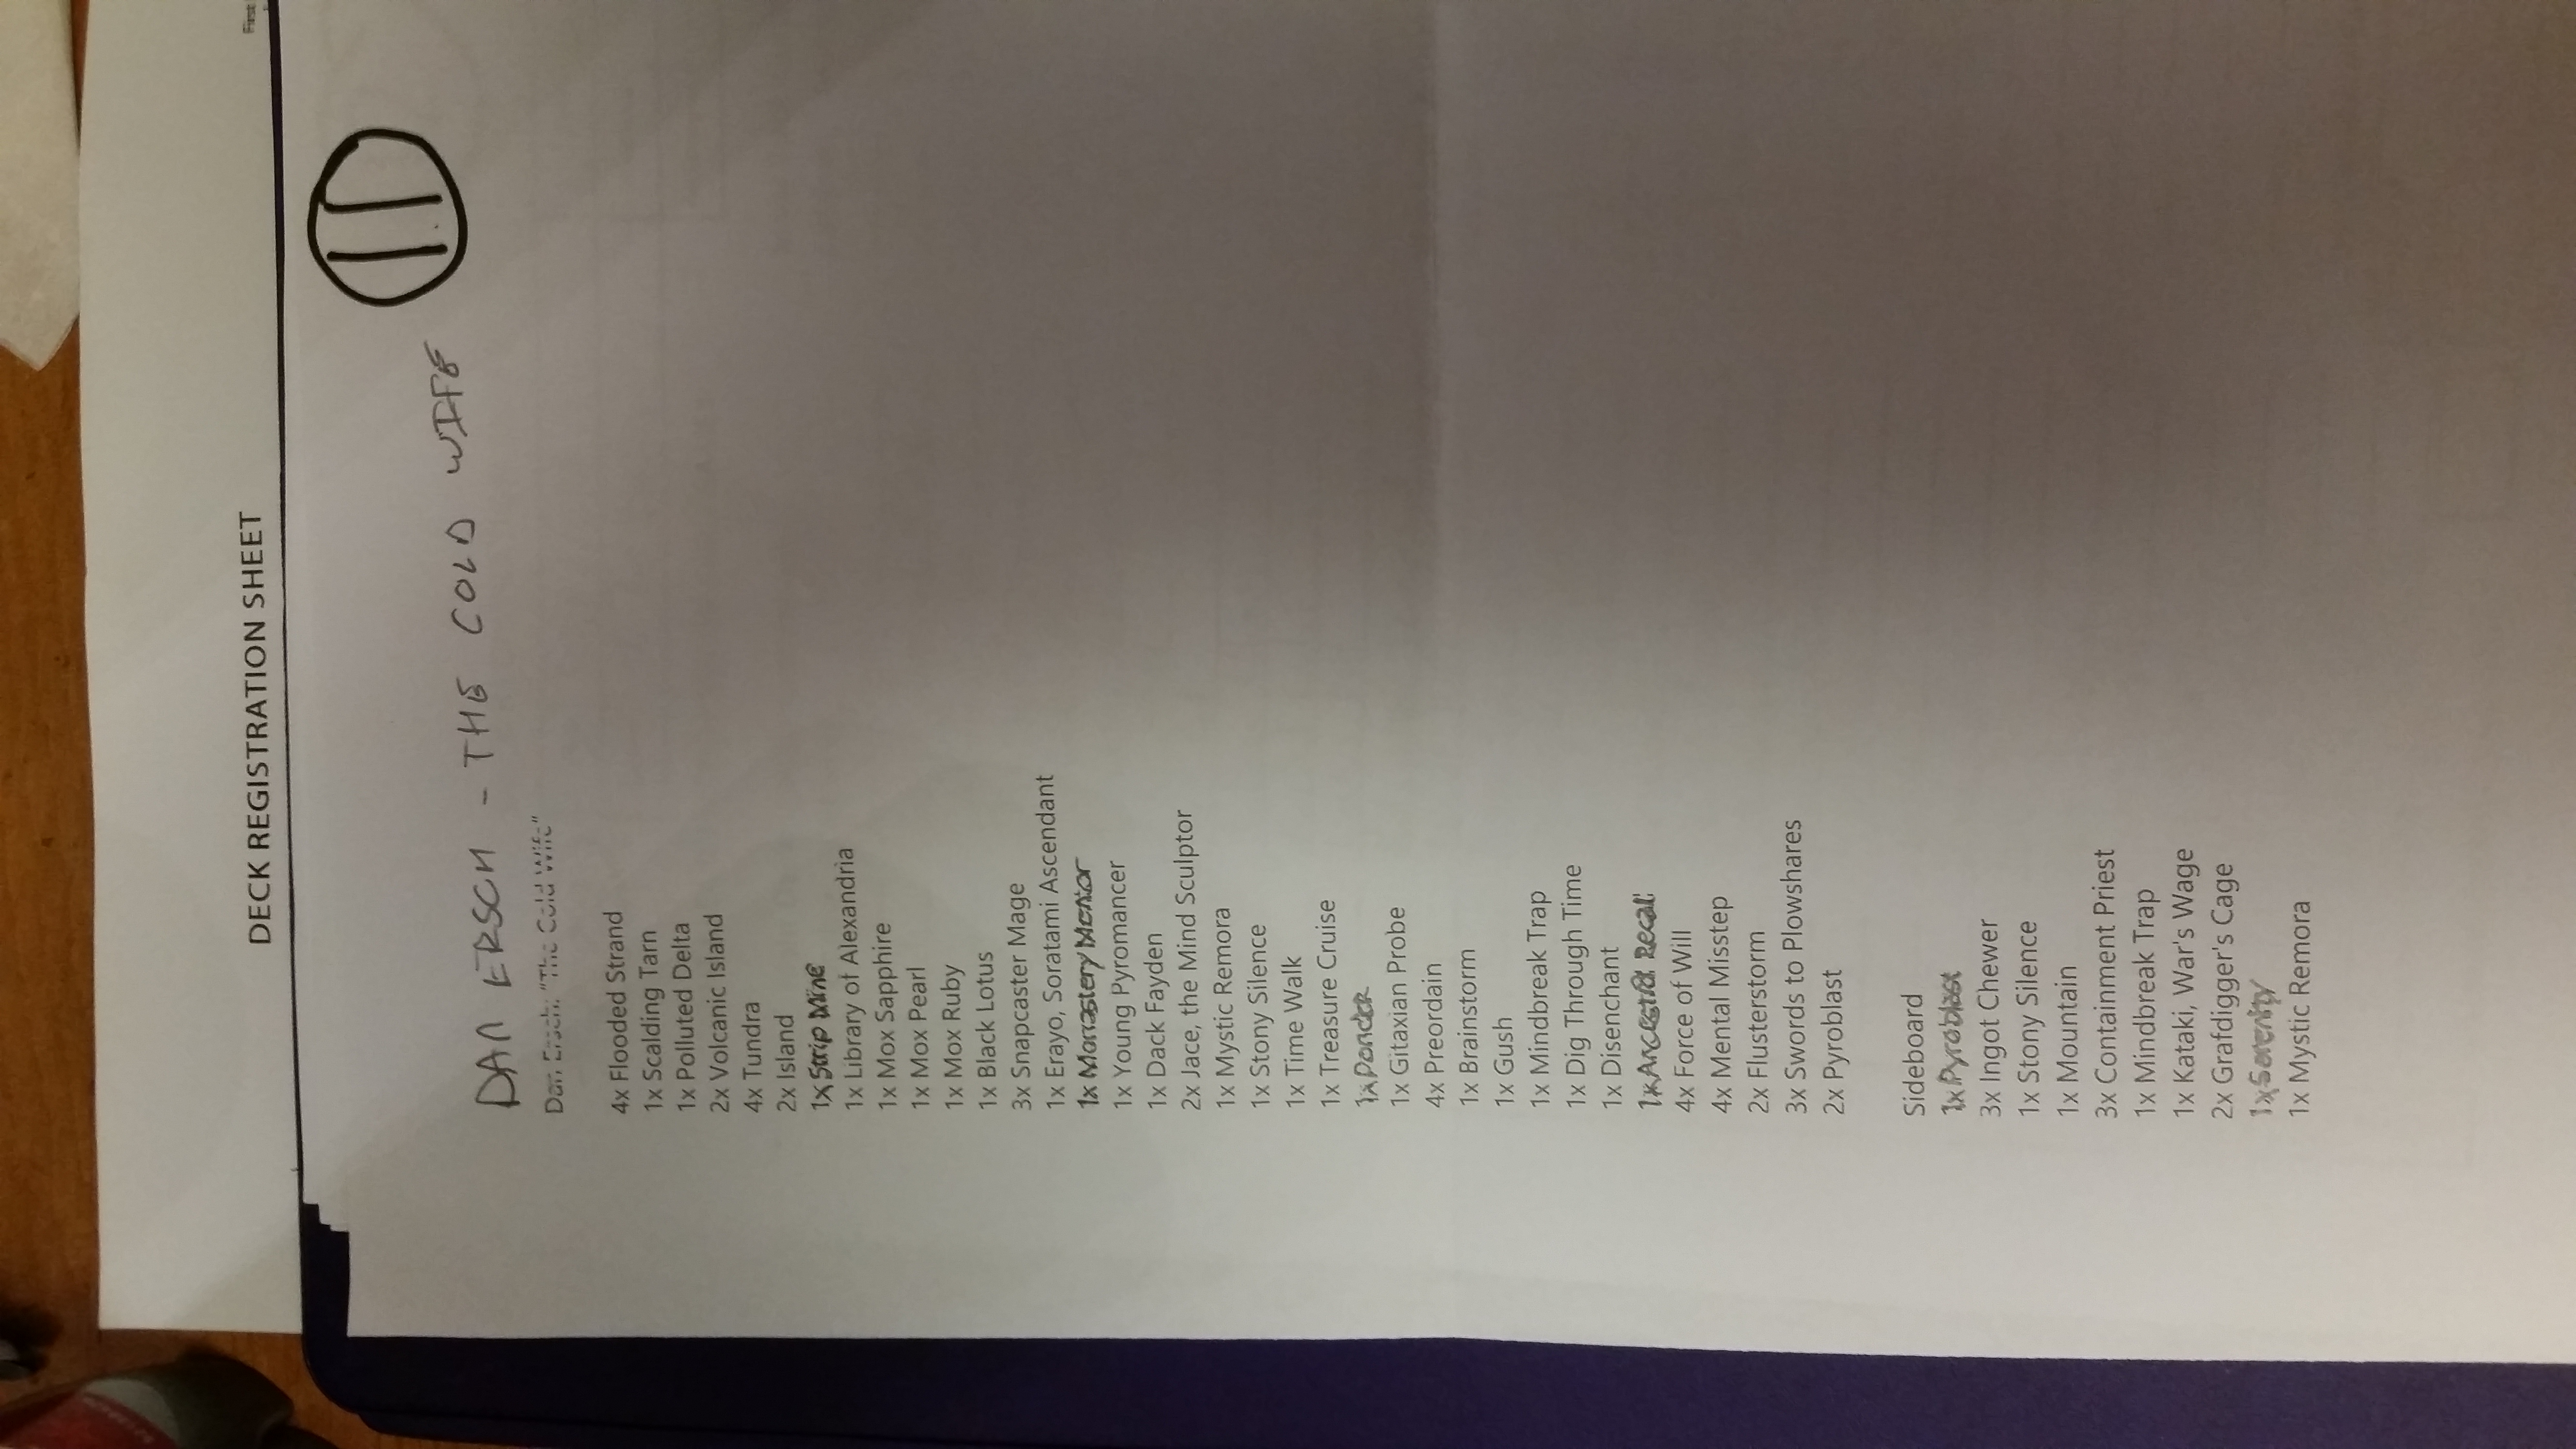 DECK REGISTRATION SHEET
First
11
DAN ERSCH - THE COLD WIFE
Dan Ersch: "The Cold Wife"
4x Flooded Strand
1x Scalding Tarn
1x Polluted Delta
2x Volcanic Island
4x Tundra
2x Island
1x Strip Mine
1x Library of Alexandria
1x Mox Sapphire
1x Mox Pearl
1x Mox Ruby
1x Black Lotus
3x Snapcaster Mage
1x Erayo, Soratami Ascendant
1x Monastery Mentor
1x Young Pyromancer
1x Dack Fayden
2x Jace, the Mind Sculptor
1x Mystic Remora
1x Stony Silence
1x Time Walk
1x Treasure Cruise
1x Ponder
1x Gitaxian Probe
4x Preordain
1x Brainstorm
1x Gush
1x Mindbreak Trap
1x Dig Through Time
1x Disenchant
1x Ancestral Recall
4x Force of Will
4x Mental Misstep
2x Flusterstorm
3x Swords to Plowshares
2x Pyroblast
Sideboard
1x Pyroblast
3x Ingot Chewer
1x Stony Silence
1x Mountain
3x Containment Priest
1x Mindbreak Trap
1x Kataki, War's Wage
2x Grafdigger's Cage
1x Serenity
1x Mystic Remora